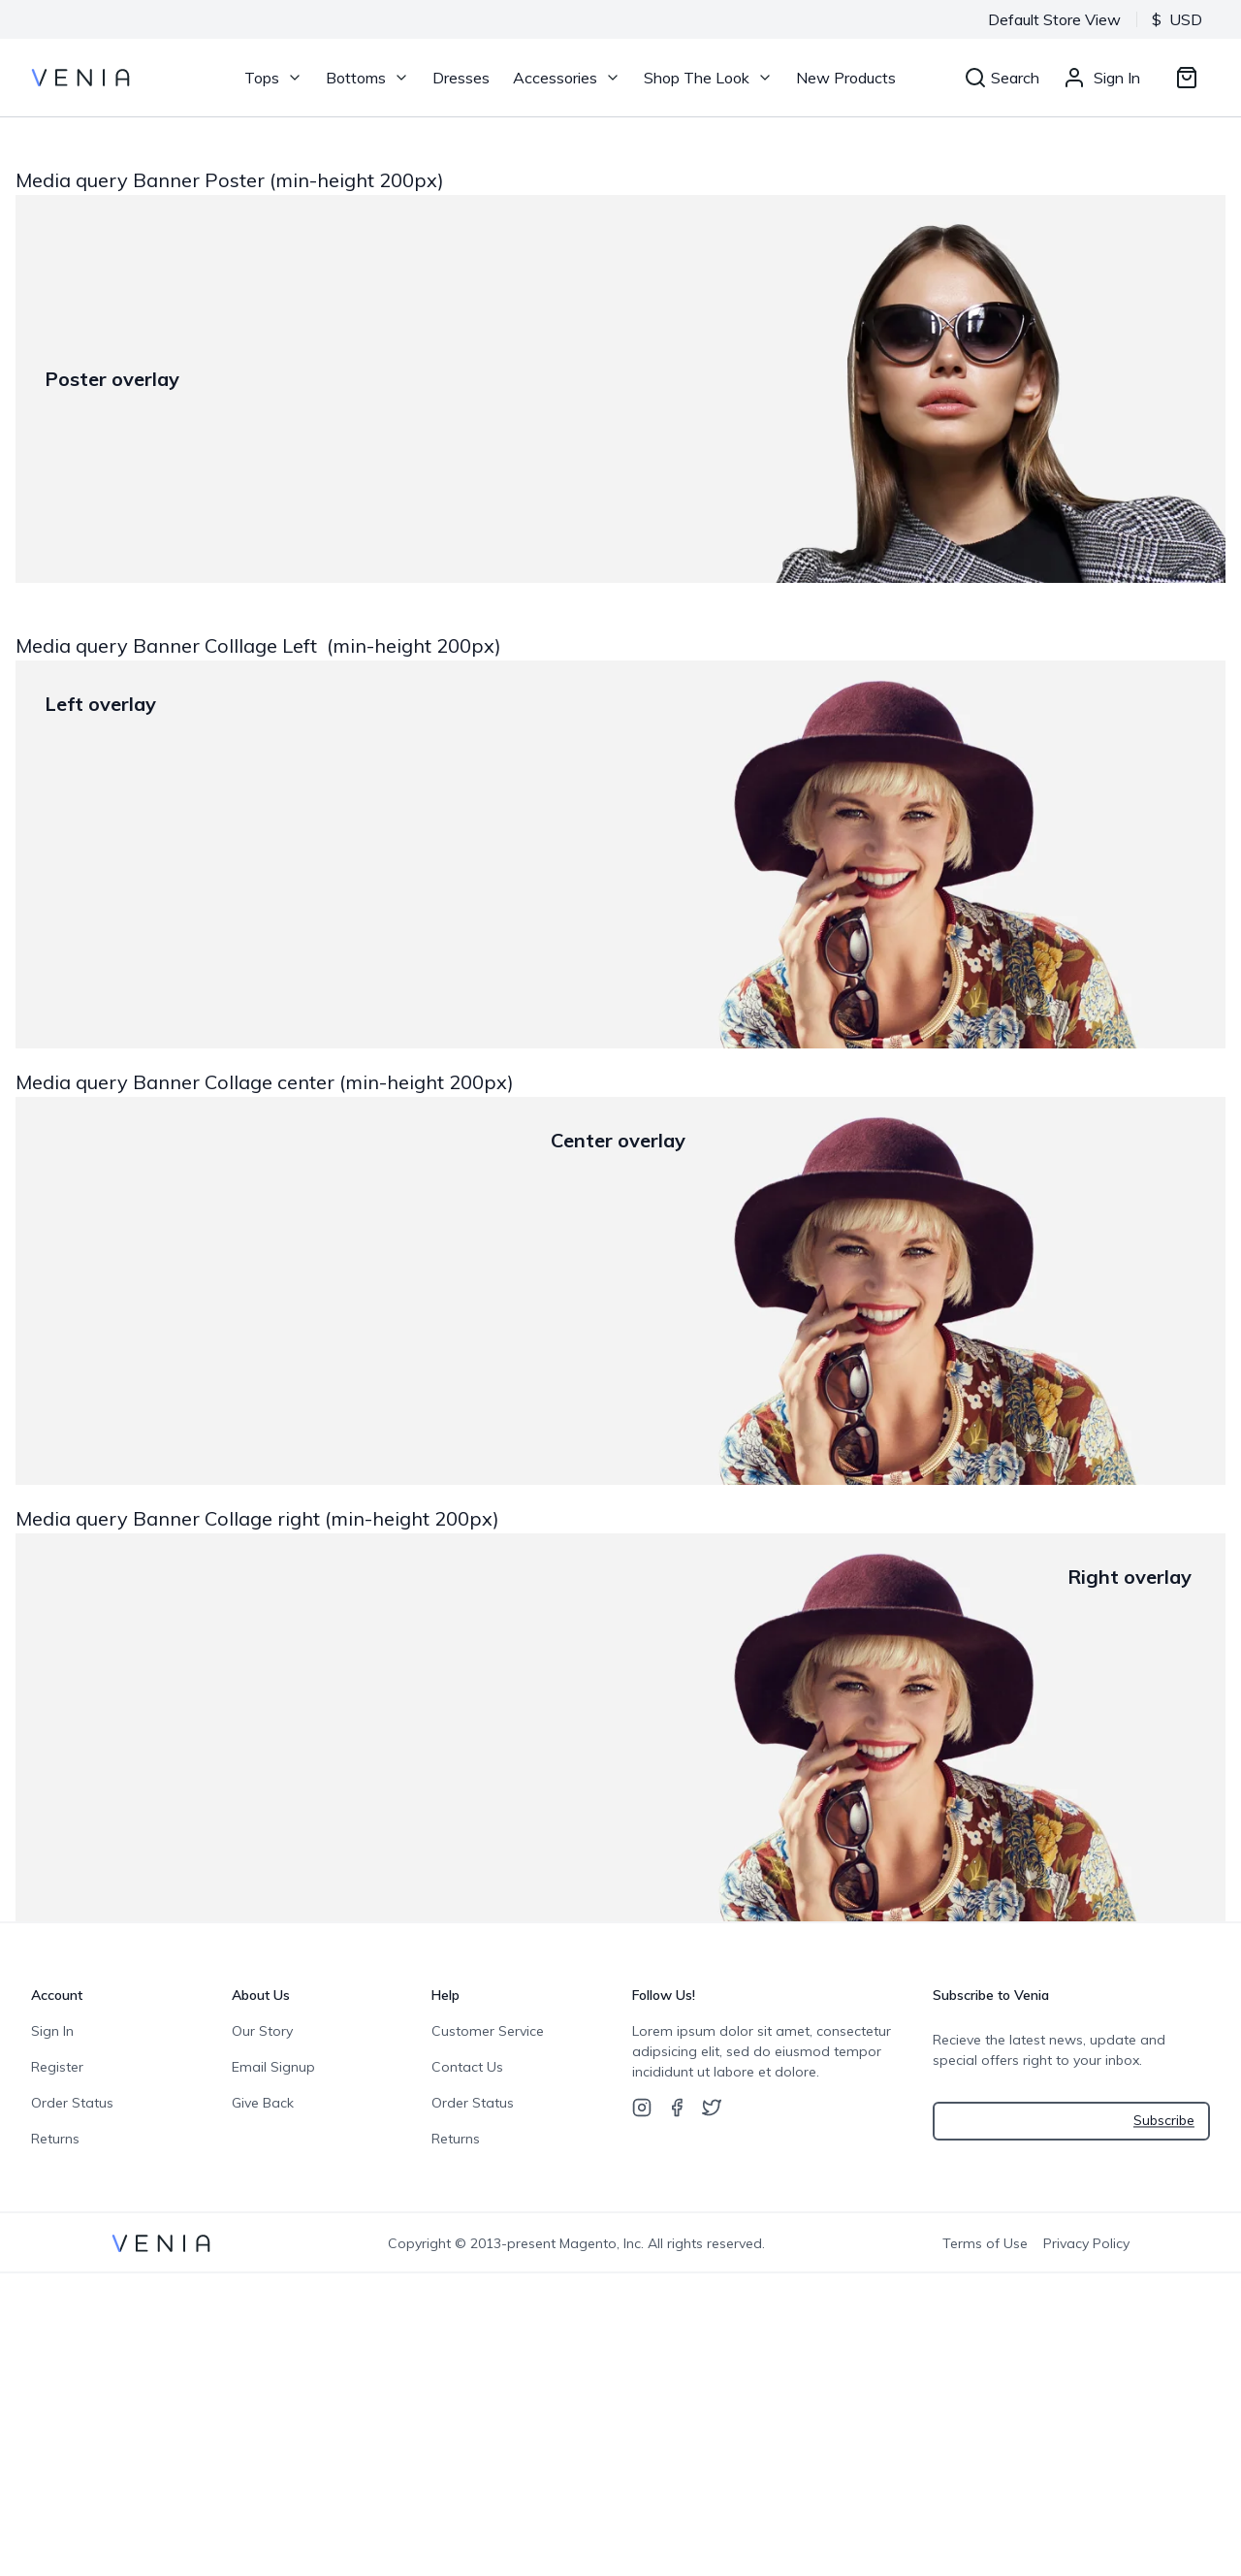 Default Store View $ USD
VENIA Tops Bottoms Dresses Accessories Shop The Look New Products Search Sign In
Media query Banner Poster (min-height 200px)
Poster overlay
Media query Banner Colllage Left (min-height 200px)
Left overlay
Media query Banner Collage center (min-height 200px)
Center overlay
Media query Banner Collage right (min-height 200px)
Right overlay
Account
Sign In
Register
Order Status
Returns
About Us
Our Story
Email Signup
Give Back
Help
Customer Service
Contact Us
Order Status
Returns
Follow Us!
Lorem ipsum dolor sit amet, consectetur
adipisicing elit, sed do eiusmod tempor
incididunt ut labore et dolore.
Subscribe to Venia
Recieve the latest news, update and
special offers right to your inbox.
Subscribe
VENIA Copyright © 2013-present Magento, Inc. All rights reserved. Terms of Use Privacy Policy